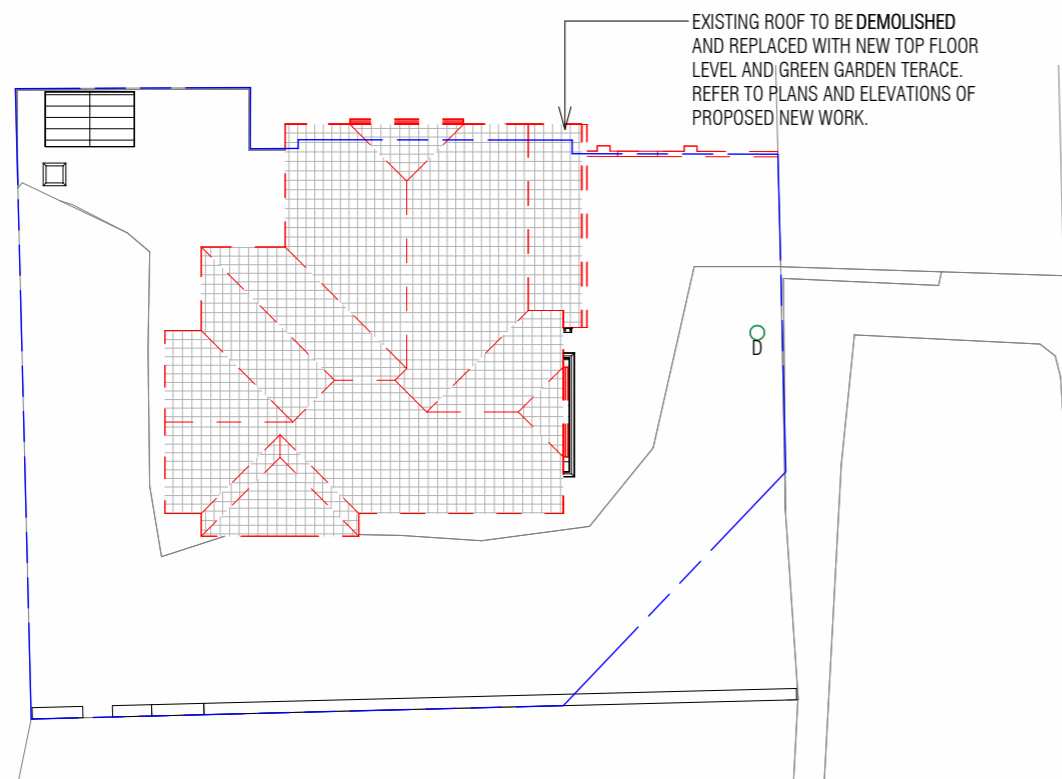 EXISTING ROOF TO BE DEMOLISHED
AND REPLACED WITH NEW TOP FLOOR
LEVEL AND GREEN GARDEN TERACE.
REFER TO PLANS AND ELEVATIONS OF
PROPOSED NEW WORK.
D